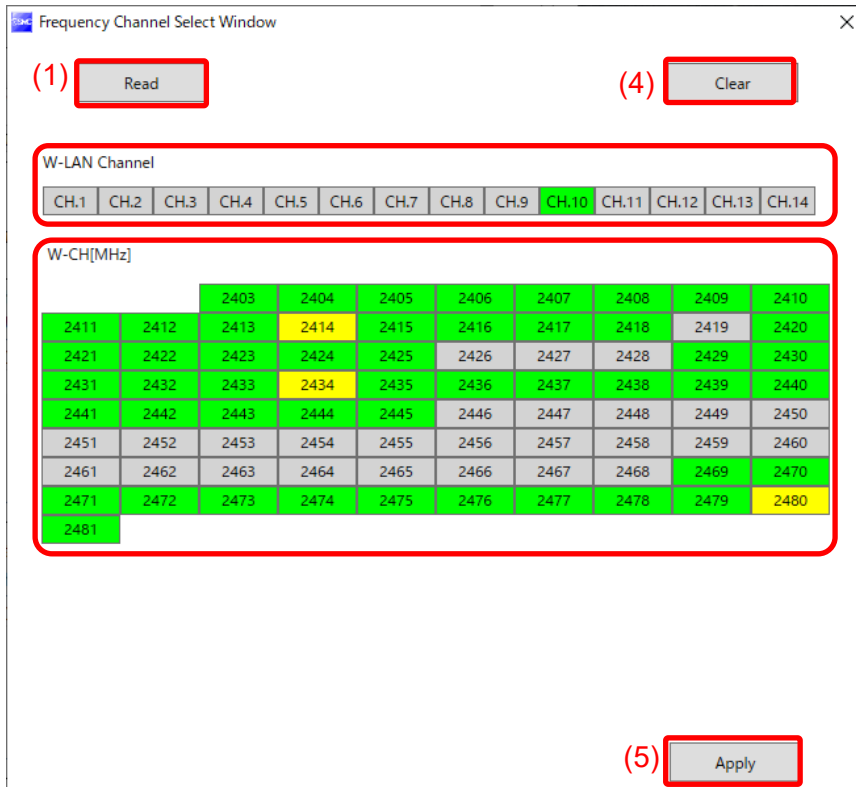 Frequency Channel Select Window
(1) Read (4) Clear
W-LAN Channel
CH.1 CH.2 CH.3 CH.4 CH.5 CH.6 CH.7 CH.8 CH.9 CH.10 CH.11 CH.12 CH.13 CH.14
W-CH[MHz]
2403 2404 2405 2406 2407 2408 2409 2410
2411 2412 2413 2414 2415 2416 2417 2418 2419 2420
2421 2422 2423 2424 2425 2426 2427 2428 2429 2430
2431 2432 2433 2434 2435 2436 2437 2438 2439 2440
2441 2442 2443 2444 2445 2446 2447 2448 2449 2450
2451 2452 2453 2454 2455 2456 2457 2458 2459 2460
2461 2462 2463 2464 2465 2466 2467 2468 2469 2470
2471 2472 2473 2474 2475 2476 2477 2478 2479 2480
2481
(5) Apply